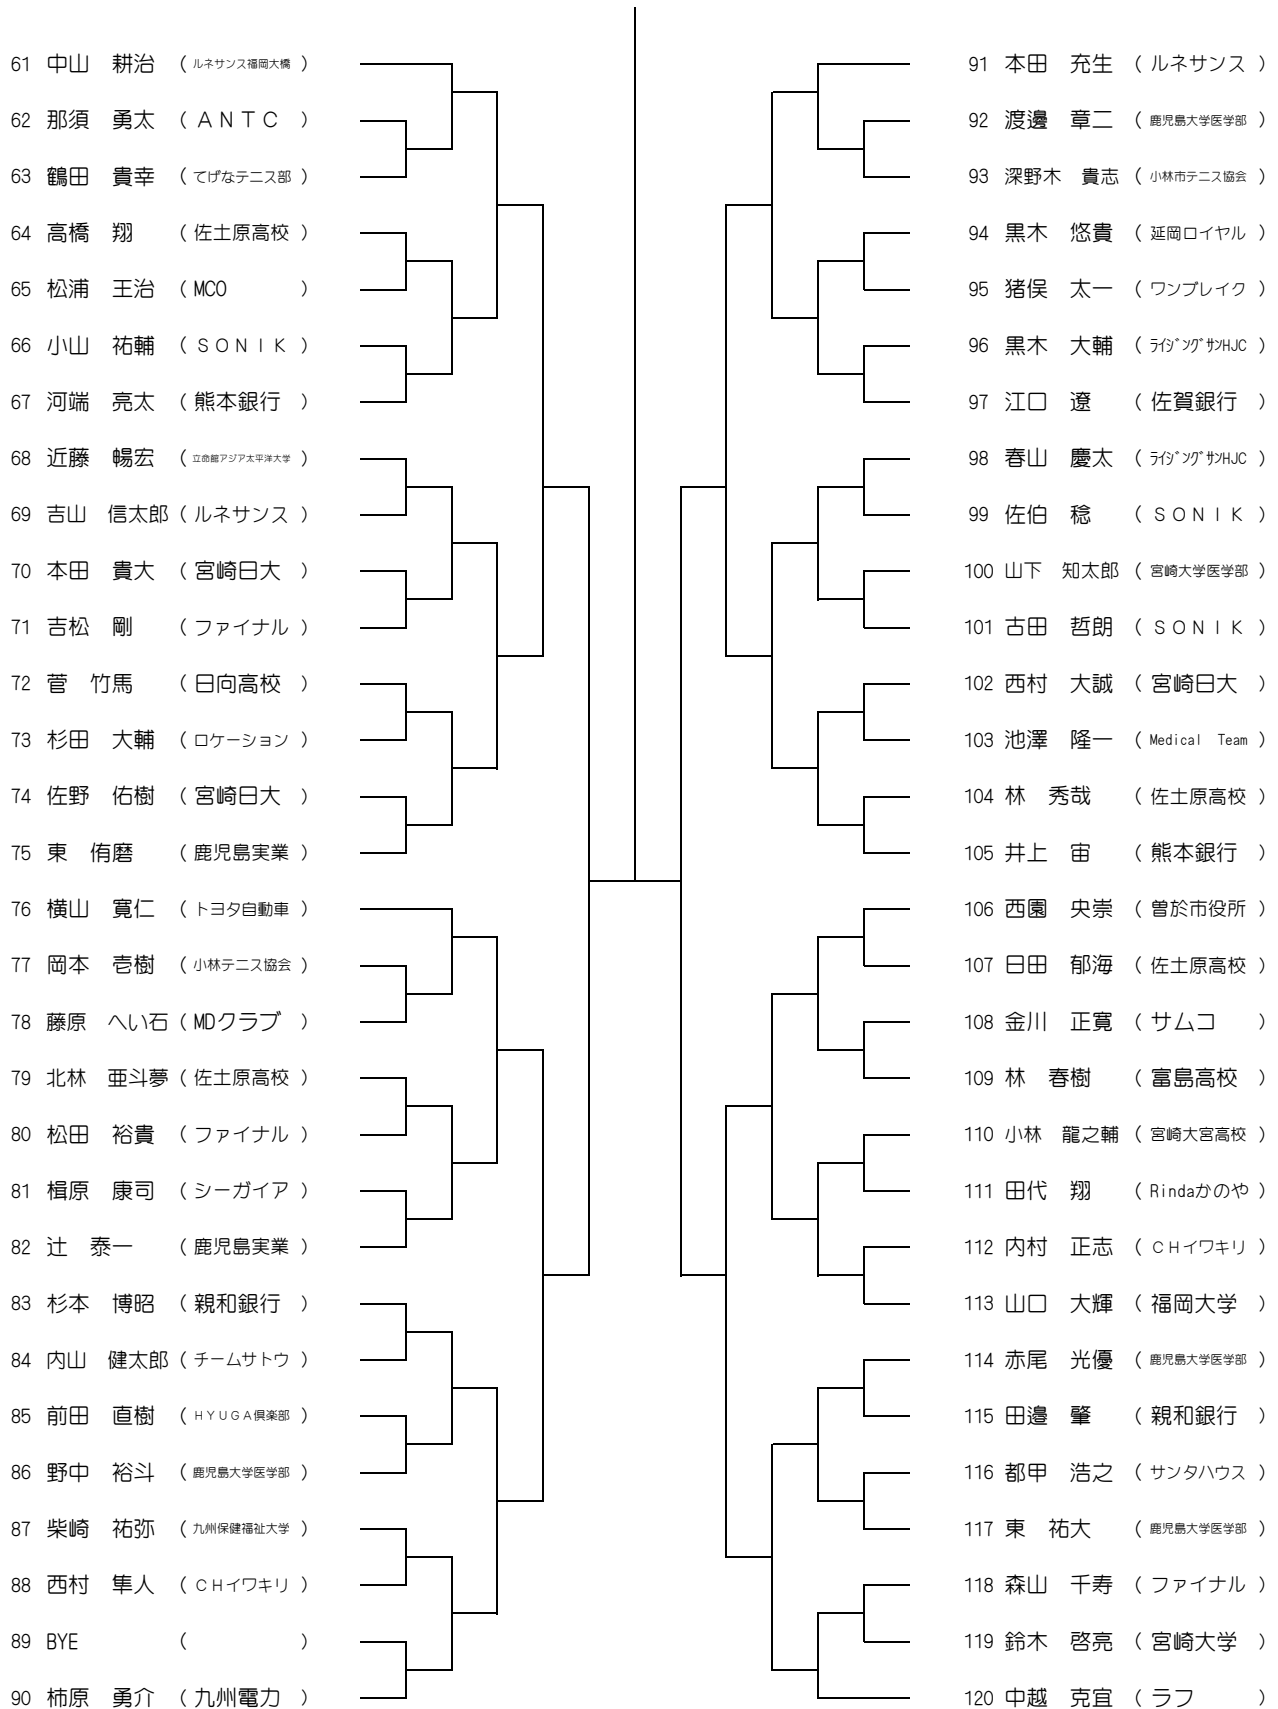 61 中山 耕治 ( ルネサンス福岡大橋 )
62 那須 勇太 ( ANTC )
63 鶴田 貴幸 ( てげなテニス部 )
64 高橋 翔 ( 佐土原高校 )
65 松浦 王治 ( MCO )
66 小山 祐輔 ( SONIK )
67 河端 亮太 ( 熊本銀行 )
68 近藤 暢宏 ( 立命館アジア太平洋大学 )
69 吉山 信太郎 ( ルネサンス )
70 本田 貴大 ( 宮崎日大 )
71 吉松 剛 ( ファイナル )
72 菅 竹馬 ( 日向高校 )
73 杉田 大輔 ( ロケーション )
74 佐野 佑樹 ( 宮崎日大 )
75 東 侑磨 ( 鹿児島実業 )
76 横山 寛仁 ( トヨタ自動車 )
77 岡本 壱樹 ( 小林テニス協会 )
78 藤原 へい石 ( MDクラブ )
79 北林 亜斗夢 ( 佐土原高校 )
80 松田 裕貴 ( ファイナル )
81 楫原 康司 ( シーガイア )
82 辻 泰一 ( 鹿児島実業 )
83 杉本 博昭 ( 親和銀行 )
84 内山 健太郎 ( チームサトウ )
85 前田 直樹 ( HYUGA倶楽部 )
86 野中 裕斗 ( 鹿児島大学医学部 )
87 柴崎 祐弥 ( 九州保健福祉大学 )
88 西村 隼人 ( CHイワキリ )
89 BYE ( )
90 柿原 勇介 ( 九州電力 )
91 本田 充生 ( ルネサンス )
92 渡邊 章二 ( 鹿児島大学医学部 )
93 深野木 貴志 ( 小林市テニス協会 )
94 黒木 悠貴 ( 延岡ロイヤル )
95 猪俣 太一 ( ワンブレイク )
96 黒木 大輔 ( ﾗｲｼﾞﾝｸﾞｻﾝHJC )
97 江口 遼 ( 佐賀銀行 )
98 春山 慶太 ( ﾗｲｼﾞﾝｸﾞｻﾝHJC )
99 佐伯 稔 ( SONIK )
100 山下 知太郎 ( 宮崎大学医学部 )
101 古田 哲朗 ( SONIK )
102 西村 大誠 ( 宮崎日大 )
103 池澤 隆一 ( Medical Team )
104 林 秀哉 ( 佐土原高校 )
105 井上 宙 ( 熊本銀行 )
106 西園 央崇 ( 曽於市役所 )
107 日田 郁海 ( 佐土原高校 )
108 金川 正寛 ( サムコ )
109 林 春樹 ( 富島高校 )
110 小林 龍之輔 ( 宮崎大宮高校 )
111 田代 翔 ( Rindaかのや )
112 内村 正志 ( CHイワキリ )
113 山口 大輝 ( 福岡大学 )
114 赤尾 光優 ( 鹿児島大学医学部 )
115 田邉 肇 ( 親和銀行 )
116 都甲 浩之 ( サンタハウス )
117 東 祐大 ( 鹿児島大学医学部 )
118 森山 千寿 ( ファイナル )
119 鈴木 啓亮 ( 宮崎大学 )
120 中越 克宜 ( ラフ )